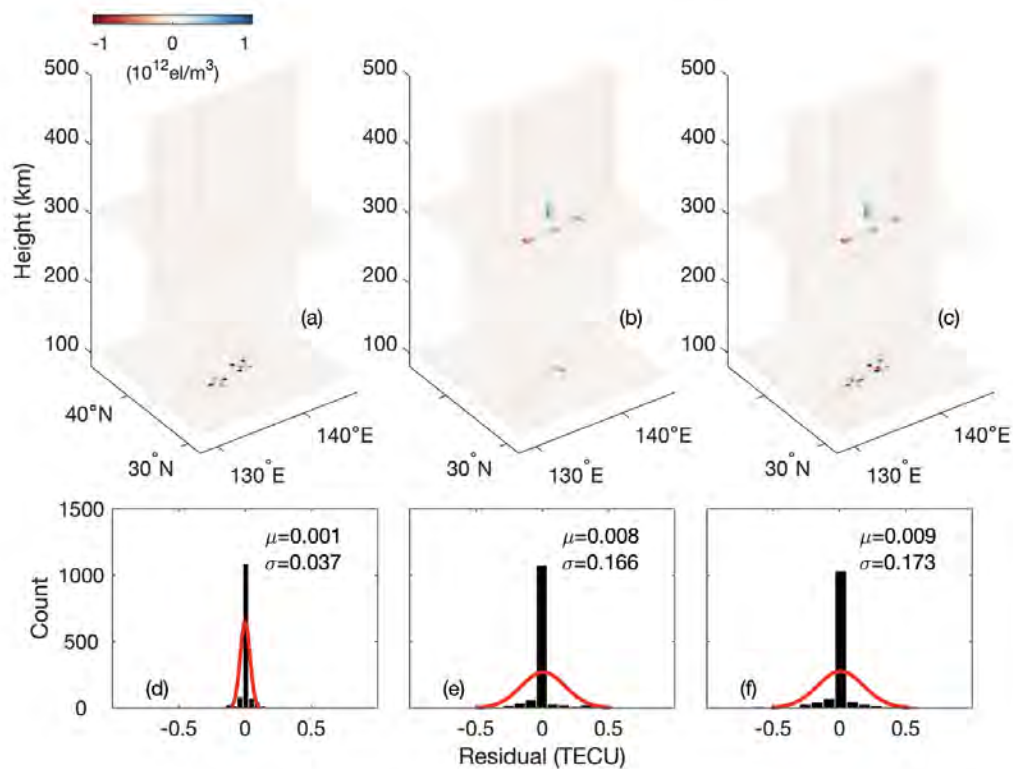 -1 0 1
(10¹²el/m³)
500 500 500
400 400 400
300 300 300
200 200 200
100 100 100
Height (km)
(a) (b) (c)
40°N
140°E 140°E 140°E
30°N 130°E 30°N 130°E 30°N 130°E
1500
1000
500
0
Count
μ=0.001 μ=0.008 μ=0.009
σ=0.037 σ=0.166 σ=0.173
(d) (e) (f)
-0.5 0 0.5 -0.5 0 0.5 -0.5 0 0.5
Residual (TECU)